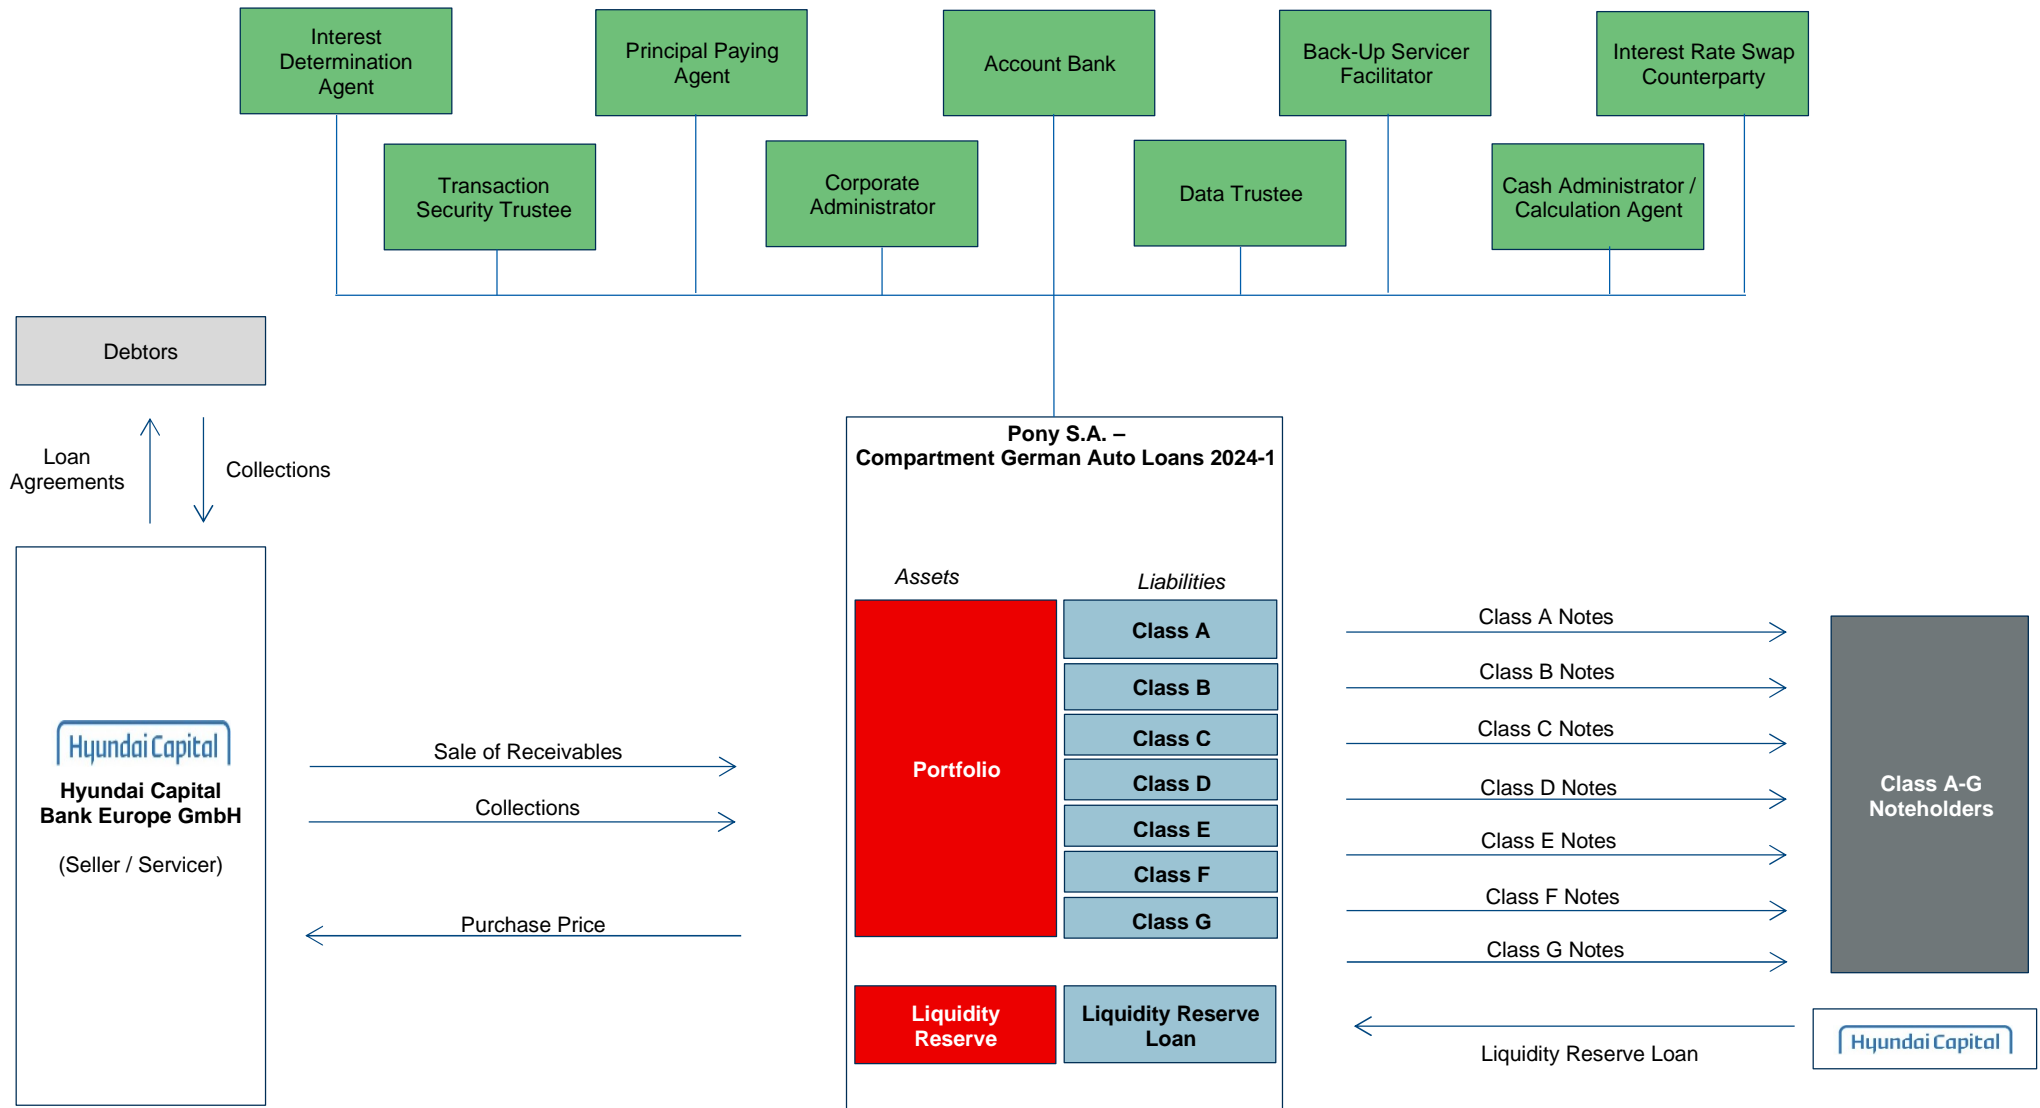 Interest
Determination
Agent
Principal Paying
Agent
Account Bank
Back-Up Servicer
Facilitator
Interest Rate Swap
Counterparty
Transaction
Security Trustee
Corporate
Administrator
Data Trustee
Cash Administrator /
Calculation Agent
Debtors
Loan
Agreements
Collections
Pony S.A. –
Compartment German Auto Loans 2024-1
Hyundai Capital
Hyundai Capital
Bank Europe GmbH
(Seller / Servicer)
Sale of Receivables
Collections
Purchase Price
Assets
Liabilities
Portfolio
Class A
Class B
Class C
Class D
Class E
Class F
Class G
Liquidity
Reserve
Liquidity Reserve
Loan
Class A Notes
Class B Notes
Class C Notes
Class D Notes
Class E Notes
Class F Notes
Class G Notes
Class A-G
Noteholders
Liquidity Reserve Loan
Hyundai Capital